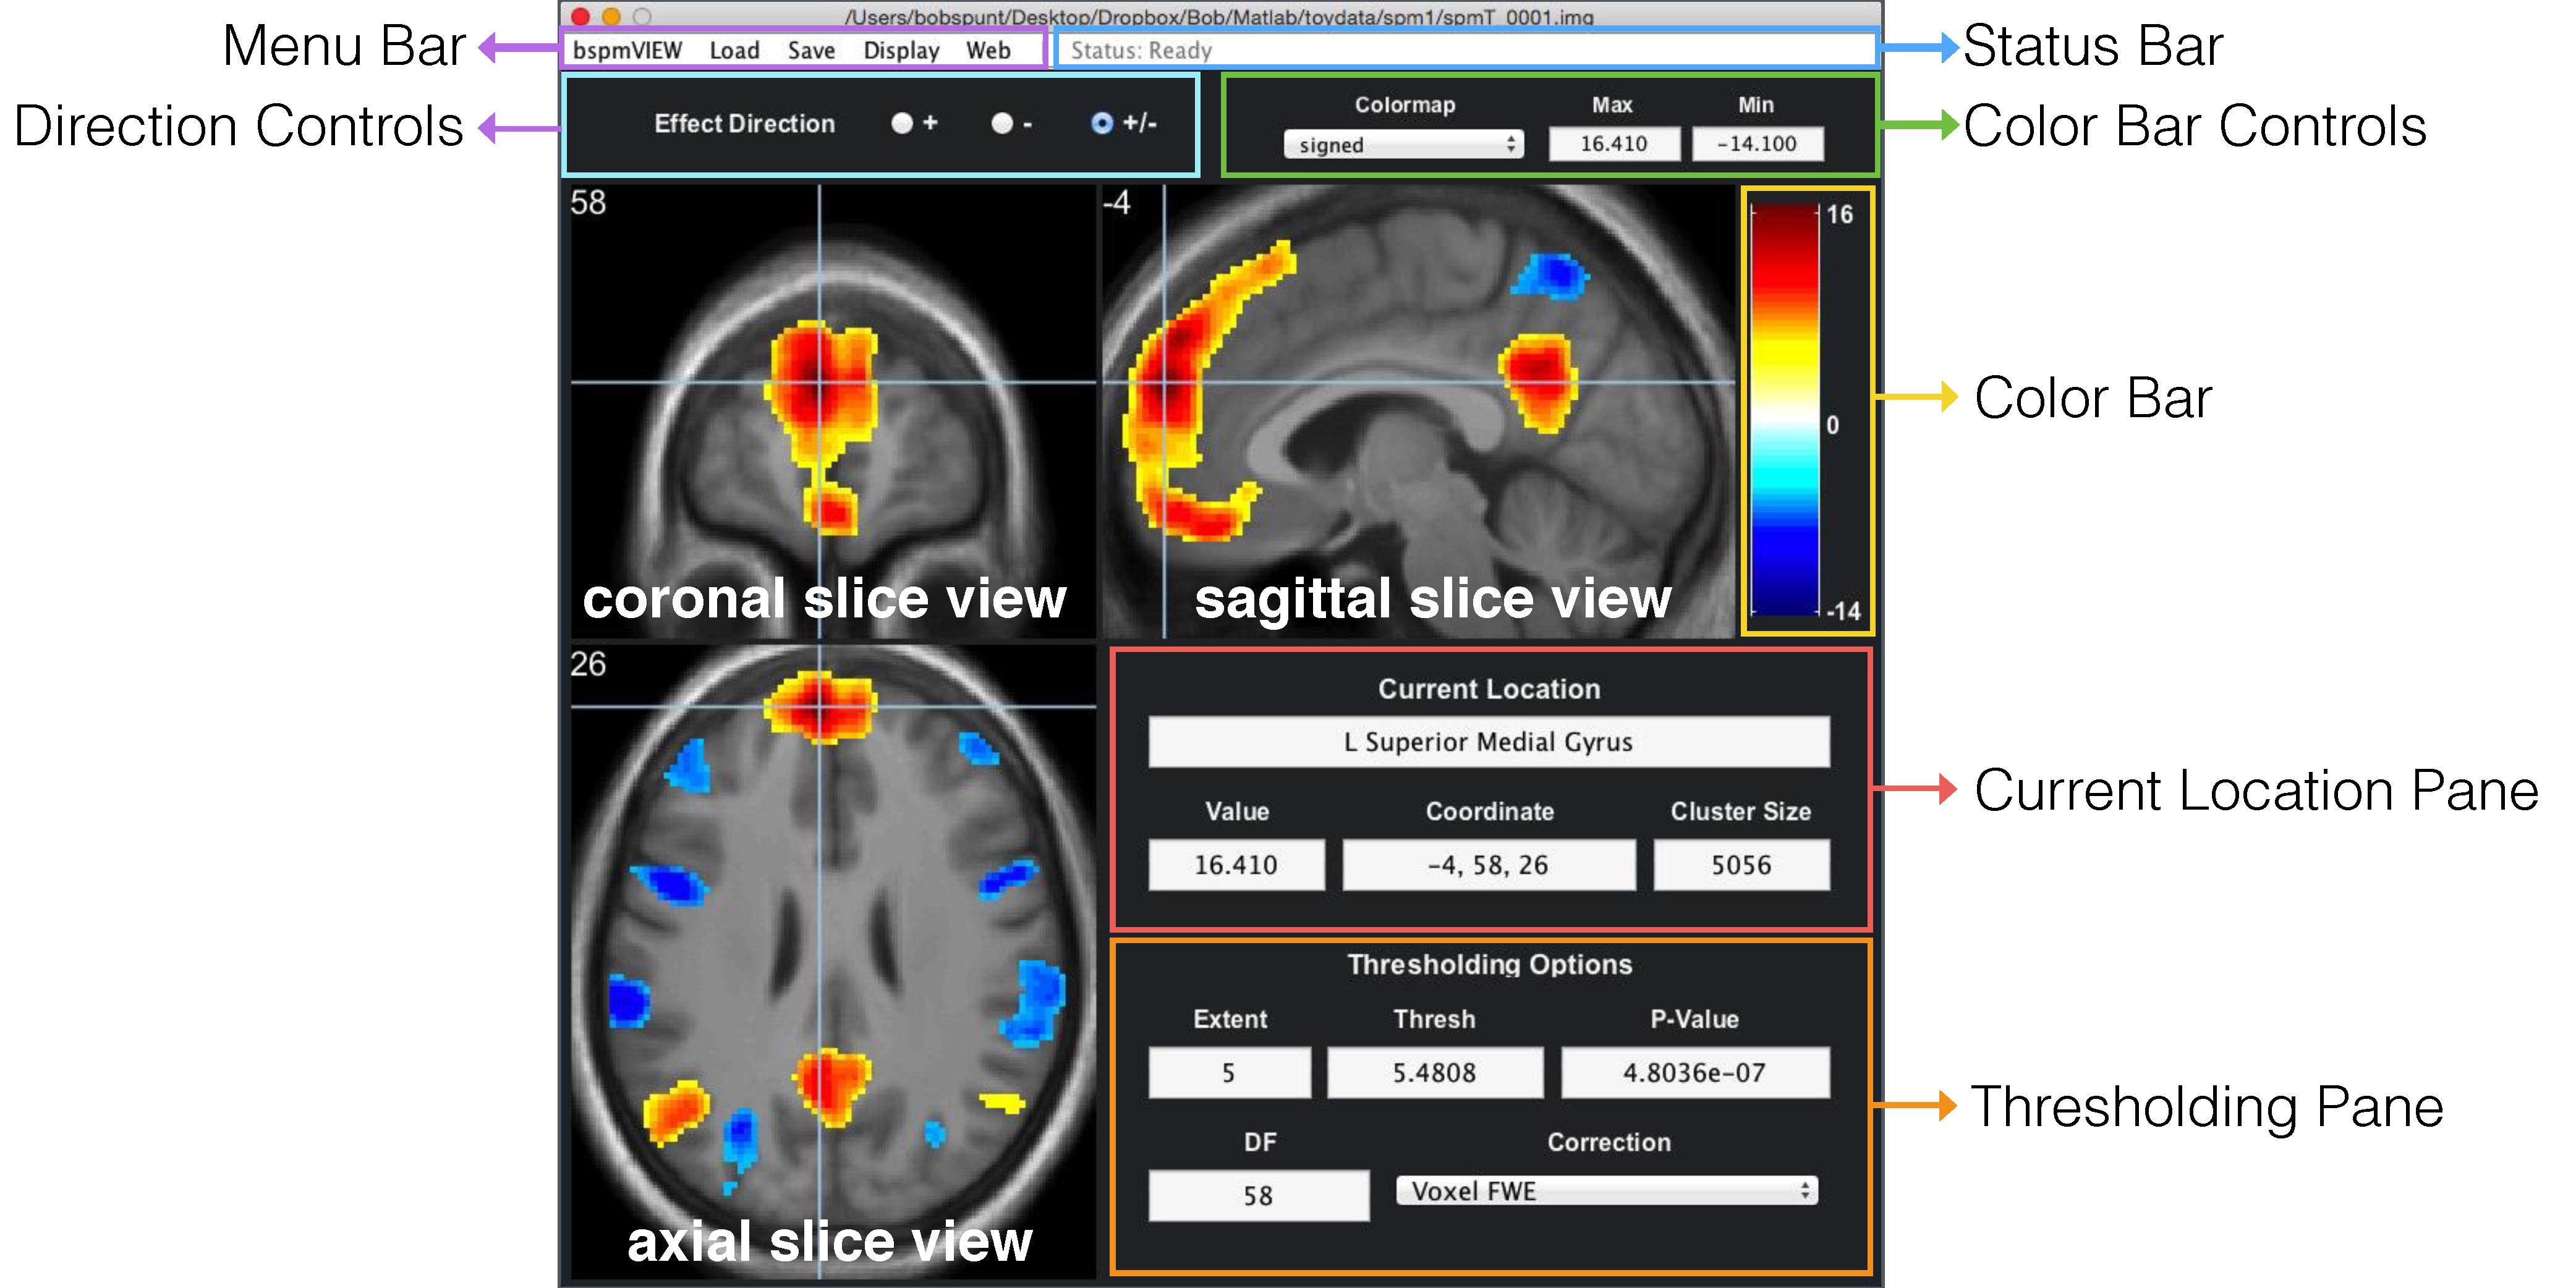 /Users/bobspunt/Desktop/Dropbox/Bob/Matlab/toydata/spm1/spmT_0001.img
Menu Bar
bspmVIEW Load Save Display Web
Status: Ready
Status Bar
Direction Controls
Effect Direction + - +/-
Colormap Max Min
signed 16.410 -14.100
Color Bar Controls
58
-4
16
0
-14
Color Bar
coronal slice view
sagittal slice view
26
axial slice view
Current Location
L Superior Medial Gyrus
Value Coordinate Cluster Size
16.410 -4, 58, 26 5056
Current Location Pane
Thresholding Options
Extent Thresh P-Value
5 5.4808 4.8036e-07
DF Correction
58 Voxel FWE
Thresholding Pane